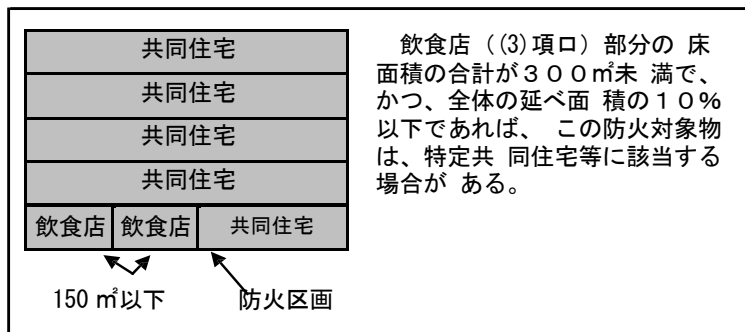 共同住宅
共同住宅
共同住宅
共同住宅
飲食店 飲食店 共同住宅
150 ㎡以下 防火区画
飲食店（(3)項ロ）部分の 床
面積の合計が３００㎡未 満で、
かつ、全体の延べ面 積の１０%
以下であれば、 この防火対象物
は、特定共 同住宅等に該当する
場合が ある。